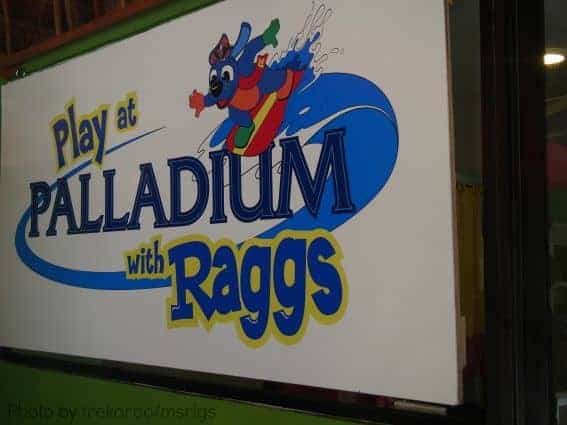 Play at
PALLADIUM
with Raggs
Photo by trekaroo/msrigs